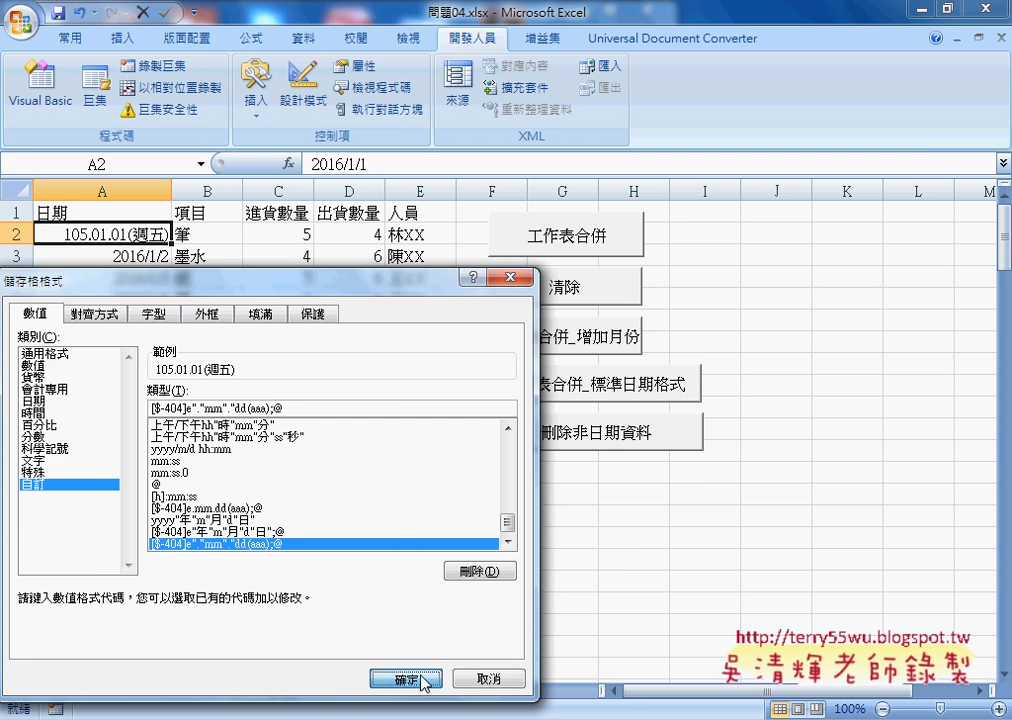 問題04.xlsx - Microsoft Excel
常用 插入 版面配置 公式 資料 校閱 檢視 開發人員 增益集 Universal Document Converter
Visual Basic 巨集 錄製巨集 以相對位置錄製 巨集安全性
插入 設計模式 屬性 檢視程式碼 執行對話方塊
來源 對應內容 擴充套件 重新整理資料 匯入 匯出
程式碼 控制項 XML
A2 fx 2016/1/1
A B C D E F G H I J K L M
1 日期 項目 進貨數量 出貨數量 人員
2 105.01.01(週五) 筆 5 4 林XX
3 2016/1/2 墨水 4 6 陳XX
工作表合併
清除
合併_增加月份
表合併_標準日期格式
刪除非日期資料
儲存格格式
數值 對齊方式 字型 外框 填滿 保護
類別(C):
通用格式
數值
貨幣
會計專用
日期
時間
百分比
分數
科學記號
文字
特殊
自訂
範例
105.01.01(週五)
類型(T):
[$-404]e"."mm"."dd(aaa);@
上午/下午hh"時"mm"分"
上午/下午hh"時"mm"分"ss"秒"
yyyy/m/d hh:mm
mm:ss
mm:ss.0
@
[h]:mm:ss
[$-404]e.mm.dd(aaa);@
yyyy"年"m"月"d"日"
[$-404]e"年"m"月"d"日";@
[$-404]e"."mm"."dd(aaa);@
刪除(D)
請鍵入數值格式代碼，您可以選取已有的代碼加以修改。
確定 取消
http://terry55wu.blogspot.tw
吳清輝老師錄製
就緒 100%